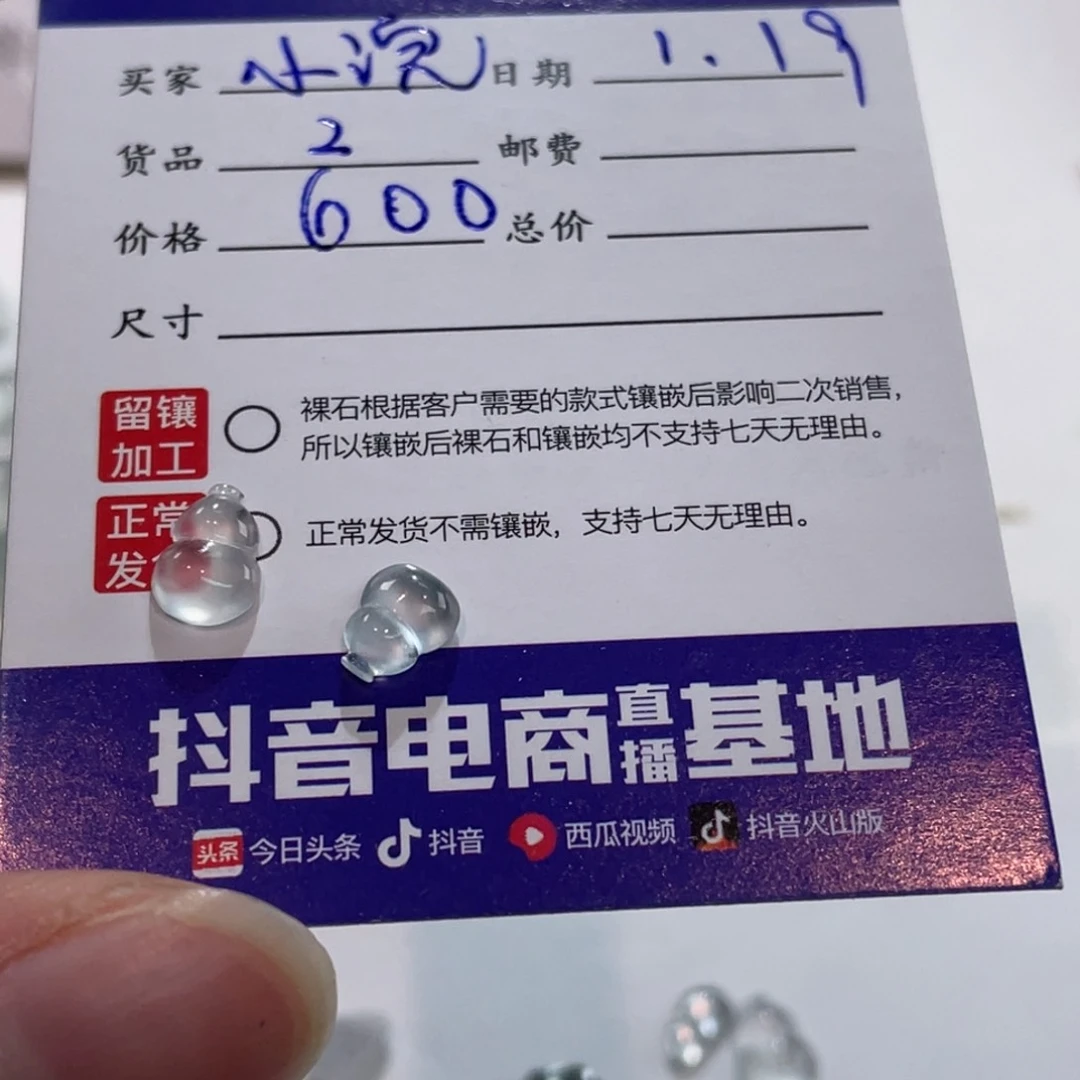 买家 小浣 日期 1.19
货品 2 邮费
价格 600 总价
尺寸
留镶加工 裸石根据客户需要的款式镶嵌后影响二次销售，
所以镶嵌后裸石和镶嵌均不支持七天无理由。
正常发 正常发货不需镶嵌，支持七天无理由。
抖音电商直播基地
头条 今日头条 抖音 西瓜视频 抖音火山版